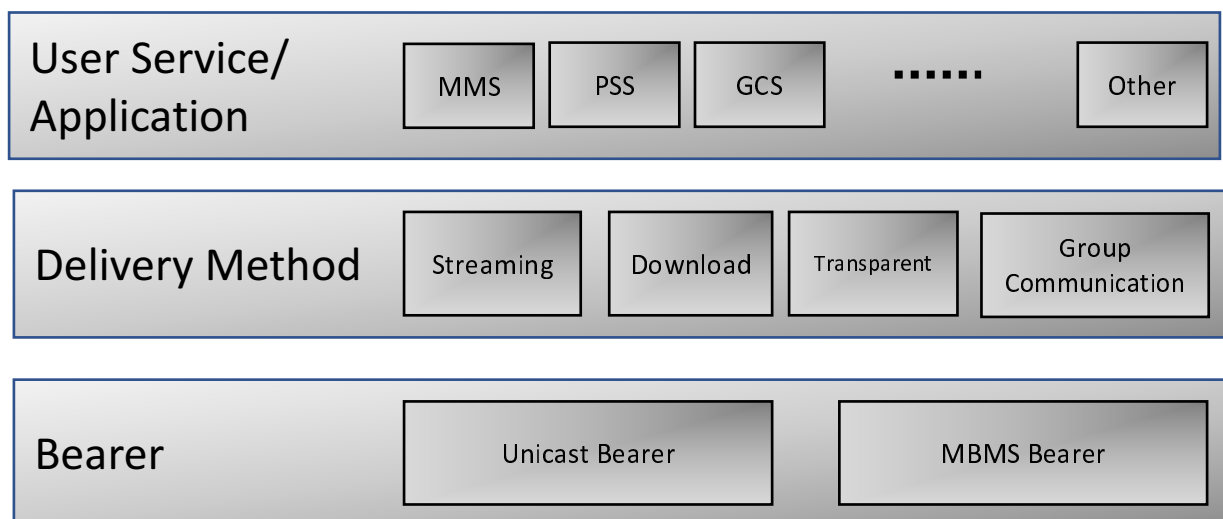 User Service/
Application
MMS
PSS
GCS
......
Other
Delivery Method
Streaming
Download
Transparent
Group
Communication
Bearer
Unicast Bearer
MBMS Bearer